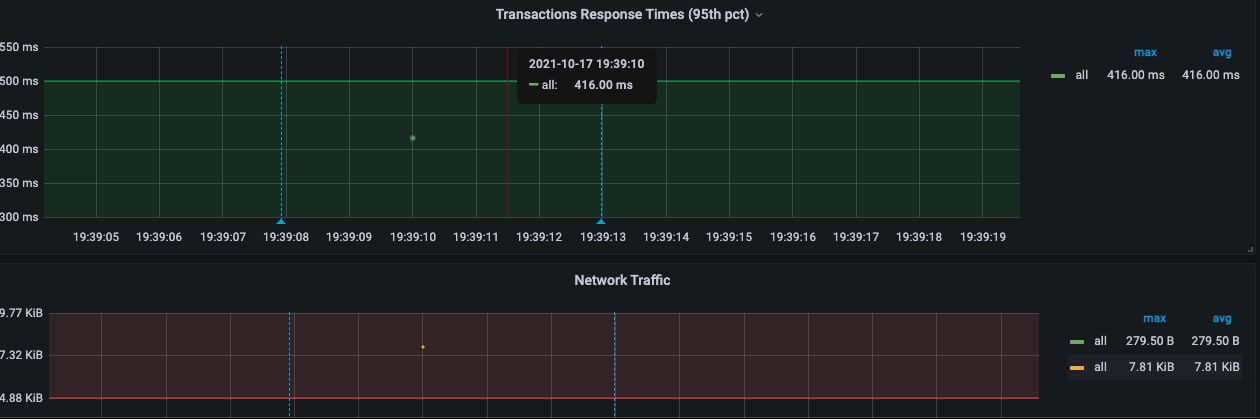 Transactions Response Times (95th pct)
550 ms
500 ms
450 ms
400 ms
350 ms
300 ms
2021-10-17 19:39:10
all: 416.00 ms
max avg
all 416.00 ms 416.00 ms
19:39:05 19:39:06 19:39:07 19:39:08 19:39:09 19:39:10 19:39:11 19:39:12 19:39:13 19:39:14 19:39:15 19:39:16 19:39:17 19:39:18 19:39:19
Network Traffic
9.77 KiB
7.32 KiB
4.88 KiB
max avg
all 279.50 B 279.50 B
all 7.81 KiB 7.81 KiB